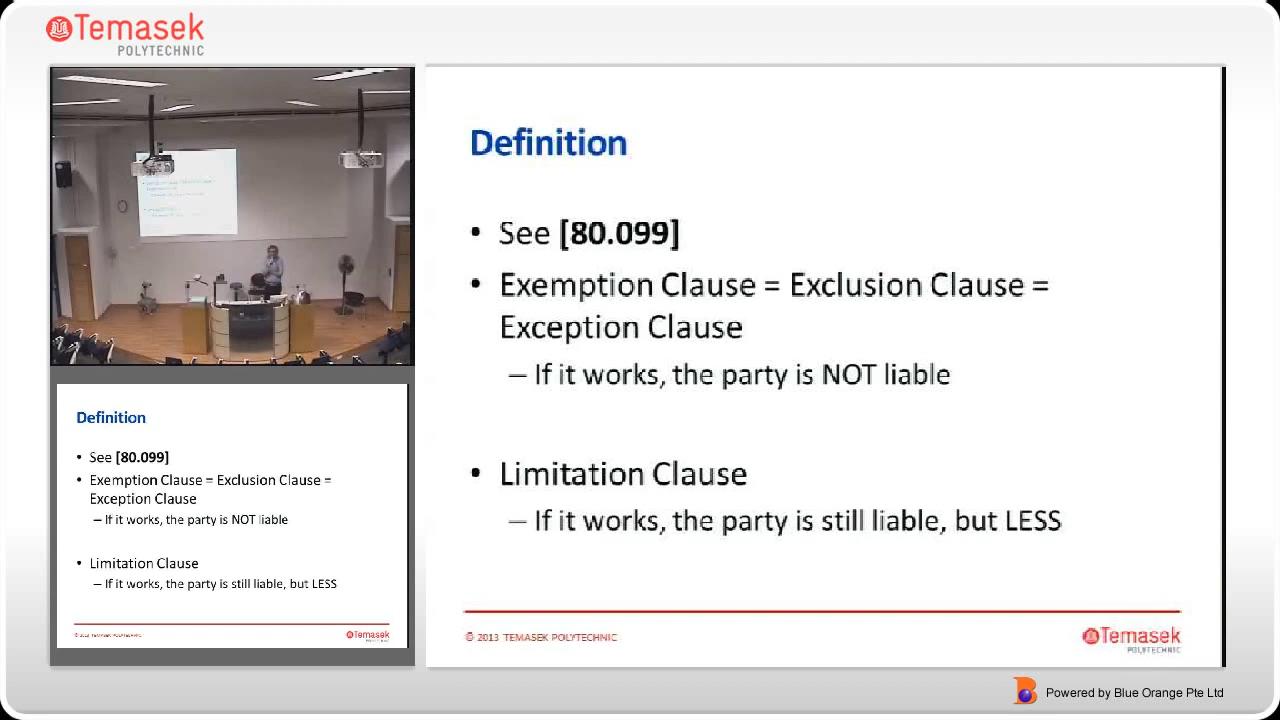 Temasek
POLYTECHNIC
Definition
• See [80.099]
• Exemption Clause = Exclusion Clause =
Exception Clause
– If it works, the party is NOT liable
• Limitation Clause
– If it works, the party is still liable, but LESS
© 2013 TEMASEK POLYTECHNIC
Temasek
POLYTECHNIC
Definition
• See [80.099]
• Exemption Clause = Exclusion Clause =
Exception Clause
– If it works, the party is NOT liable
• Limitation Clause
– If it works, the party is still liable, but LESS
© 2013 TEMASEK POLYTECHNIC
Temasek
POLYTECHNIC
Powered by Blue Orange Pte Ltd